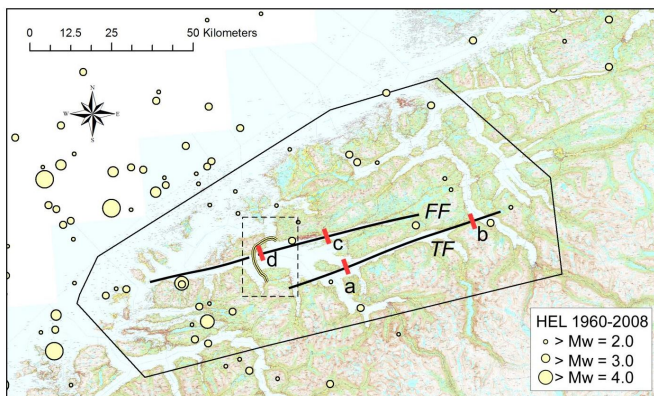 0 12.5 25 50 Kilometers
N
W E
S
FF
c
b
TF
d
a
HEL 1960-2008
> Mw = 2.0
> Mw = 3.0
> Mw = 4.0